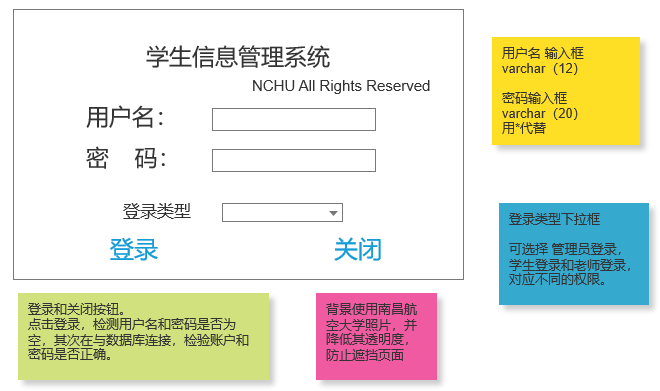 学生信息管理系统
NCHU All Rights Reserved
用户名：
密 码：
登录类型
登录
关闭
用户名 输入框
varchar（12）
密码输入框
varchar（20）
用*代替
登录类型下拉框
可选择 管理员登录，
学生登录和老师登录，
对应不同的权限。
登录和关闭按钮。
点击登录，检测用户名和密码是否为
空，其次在与数据库连接，检验账户和
密码是否正确。
背景使用南昌航
空大学照片，并
降低其透明度，
防止遮挡页面